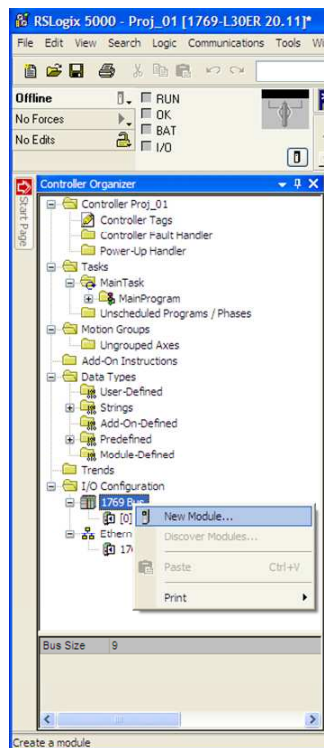 RSLogix 5000 - Proj_01 [1769-L30ER 20.11]*
File Edit View Search Logic Communications Tools
Offline
RUN
No Forces
OK
BAT
No Edits
I/O
Controller Organizer
Start Page
Controller Proj_01
Controller Tags
Controller Fault Handler
Power-Up Handler
Tasks
MainTask
MainProgram
Unscheduled Programs / Phases
Motion Groups
Ungrouped Axes
Add-On Instructions
Data Types
User-Defined
Strings
Add-On-Defined
Predefined
Module-Defined
Trends
I/O Configuration
1769 Bus
[0]
New Module...
Discover Modules...
Ethern
17
Paste Ctrl+V
Print
Bus Size 9
Create a module